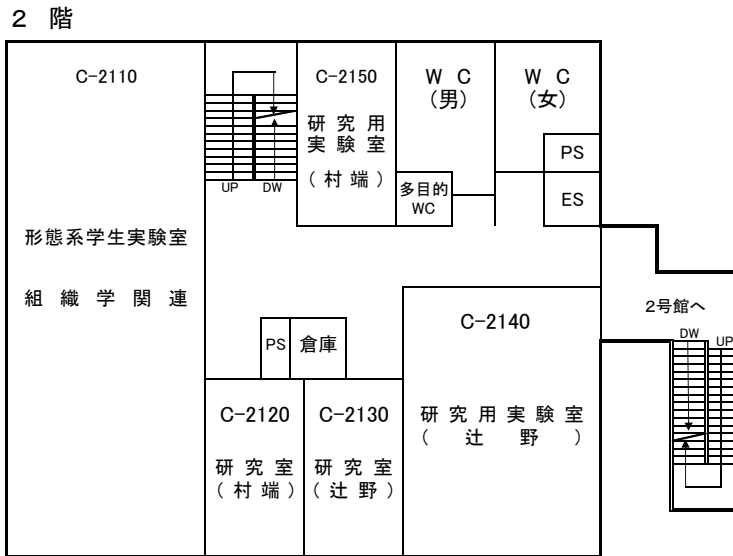 ２ 階
C-2110
形態系学生実験室
組 織 学 関 連
UP DW
C-2150
研 究 用
実 験 室
( 村 端 )
Ｗ Ｃ
（男）
多目的
WC
Ｗ Ｃ
（女）
PS
ES
2号館へ
DW UP
PS
倉庫
C-2120
研 究 室
( 村 端 )
C-2130
研 究 室
( 辻 野 )
C-2140
研 究 用 実 験 室
( 辻 野 )